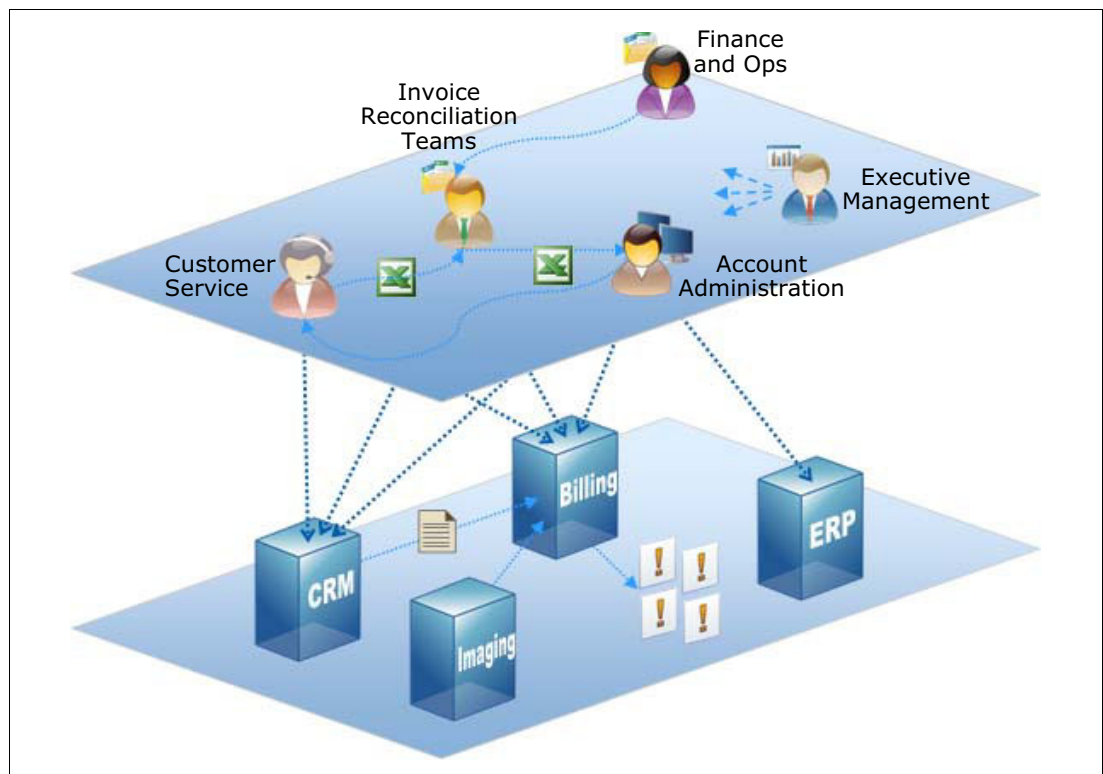 Finance
and Ops
Invoice
Reconciliation
Teams
Executive
Management
Customer
Service
Account
Administration
Billing
ERP
CRM
Imaging